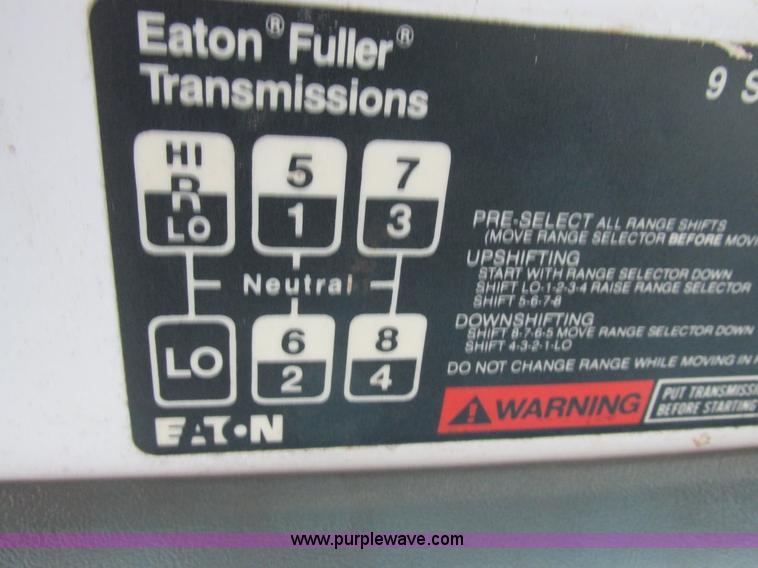 Eaton® Fuller®
Transmissions
9 S
HI
R
LO
5
1
7
3
Neutral
LO
6
2
8
4
PRE-SELECT ALL RANGE SHIFTS
(MOVE RANGE SELECTOR BEFORE MOVI
UPSHIFTING
START WITH RANGE SELECTOR DOWN
SHIFT LO-1-2-3-4 RAISE RANGE SELECTOR
SHIFT 5-6-7-8
DOWNSHIFTING
SHIFT 8-7-6-5 MOVE RANGE SELECTOR DOWN
SHIFT 4-3-2-1-LO
DO NOT CHANGE RANGE WHILE MOVING IN R
WARNING
PUT TRANSMISSI
BEFORE STARTING
EATON
www.purplewave.com